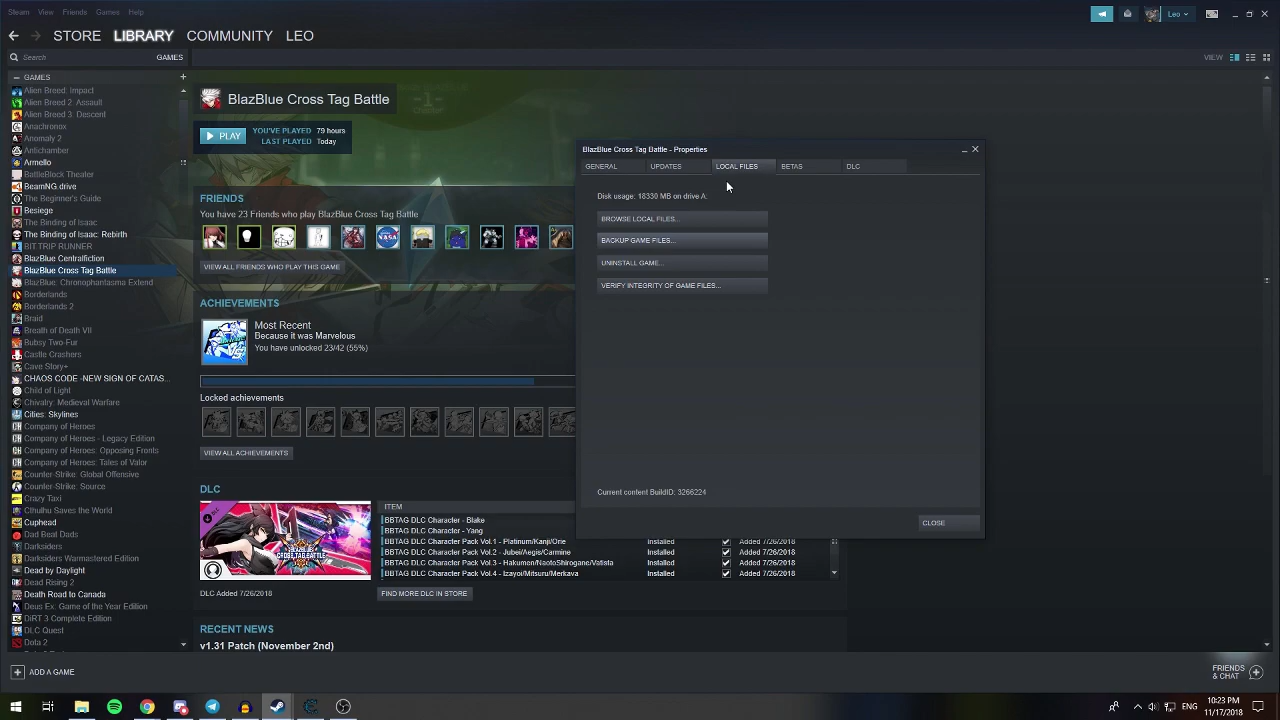 Steam View Friends Games Help
Leo
STORE LIBRARY COMMUNITY LEO
Search GAMES
VIEW
GAMES
Alien Breed: Impact
Alien Breed 2: Assault
Alien Breed 3: Descent
Anachronox
Anomaly 2
Antichamber
Armello
BattleBlock Theater
BeamNG.drive
The Beginner's Guide
Besiege
The Binding of Isaac
The Binding of Isaac: Rebirth
BIT.TRIP RUNNER
BlazBlue Centralfiction
BlazBlue Cross Tag Battle
BlazBlue: Chronophantasma Extend
Borderlands
Borderlands 2
Braid
Breath of Death VII
Bubsy Two-Fur
Castle Crashers
Cave Story+
CHAOS CODE -NEW SIGN OF CATAS...
Child of Light
Chivalry: Medieval Warfare
Cities: Skylines
Company of Heroes
Company of Heroes - Legacy Edition
Company of Heroes: Opposing Fronts
Company of Heroes: Tales of Valor
Counter-Strike: Global Offensive
Counter-Strike: Source
Crazy Taxi
Cthulhu Saves the World
Cuphead
Dad Beat Dads
Darksiders
Darksiders Warmastered Edition
Dead by Daylight
Dead Rising 2
Death Road to Canada
Deus Ex: Game of the Year Edition
DiRT 3 Complete Edition
DLC Quest
Dota 2
BlazBlue Cross Tag Battle
PLAY
YOU'VE PLAYED 79 hours
LAST PLAYED Today
FRIENDS
You have 23 Friends who play BlazBlue Cross Tag Battle
NASA
VIEW ALL FRIENDS WHO PLAY THIS GAME
ACHIEVEMENTS
Most Recent
Because it was Marvelous
You have unlocked 23/42 (55%)
Locked achievements
VIEW ALL ACHIEVEMENTS
DLC
ITEM
BBTAG DLC Character - Blake
BBTAG DLC Character - Yang
BBTAG DLC Character Pack Vol.1 - Platinum/Kanji/Orie Installed Added 7/26/2018
BBTAG DLC Character Pack Vol.2 - Jubei/Aegis/Carmine Installed Added 7/26/2018
BBTAG DLC Character Pack Vol.3 - Hakumen/NaotoShirogane/Vatista Installed Added 7/26/2018
BBTAG DLC Character Pack Vol.4 - Izayoi/Mitsuru/Merkava Installed Added 7/26/2018
DLC
BLAZBLUE CROSS TAG BATTLE
DLC Added 7/26/2018
FIND MORE DLC IN STORE
RECENT NEWS
v1.31 Patch (November 2nd)
BlazBlue Cross Tag Battle - Properties
GENERAL UPDATES LOCAL FILES BETAS DLC
Disk usage: 18330 MB on drive A:
BROWSE LOCAL FILES...
BACKUP GAME FILES...
UNINSTALL GAME...
VERIFY INTEGRITY OF GAME FILES...
Current content BuildID: 3266224
CLOSE
ADD A GAME
FRIENDS
& CHAT
ENG
10:23 PM
11/17/2018